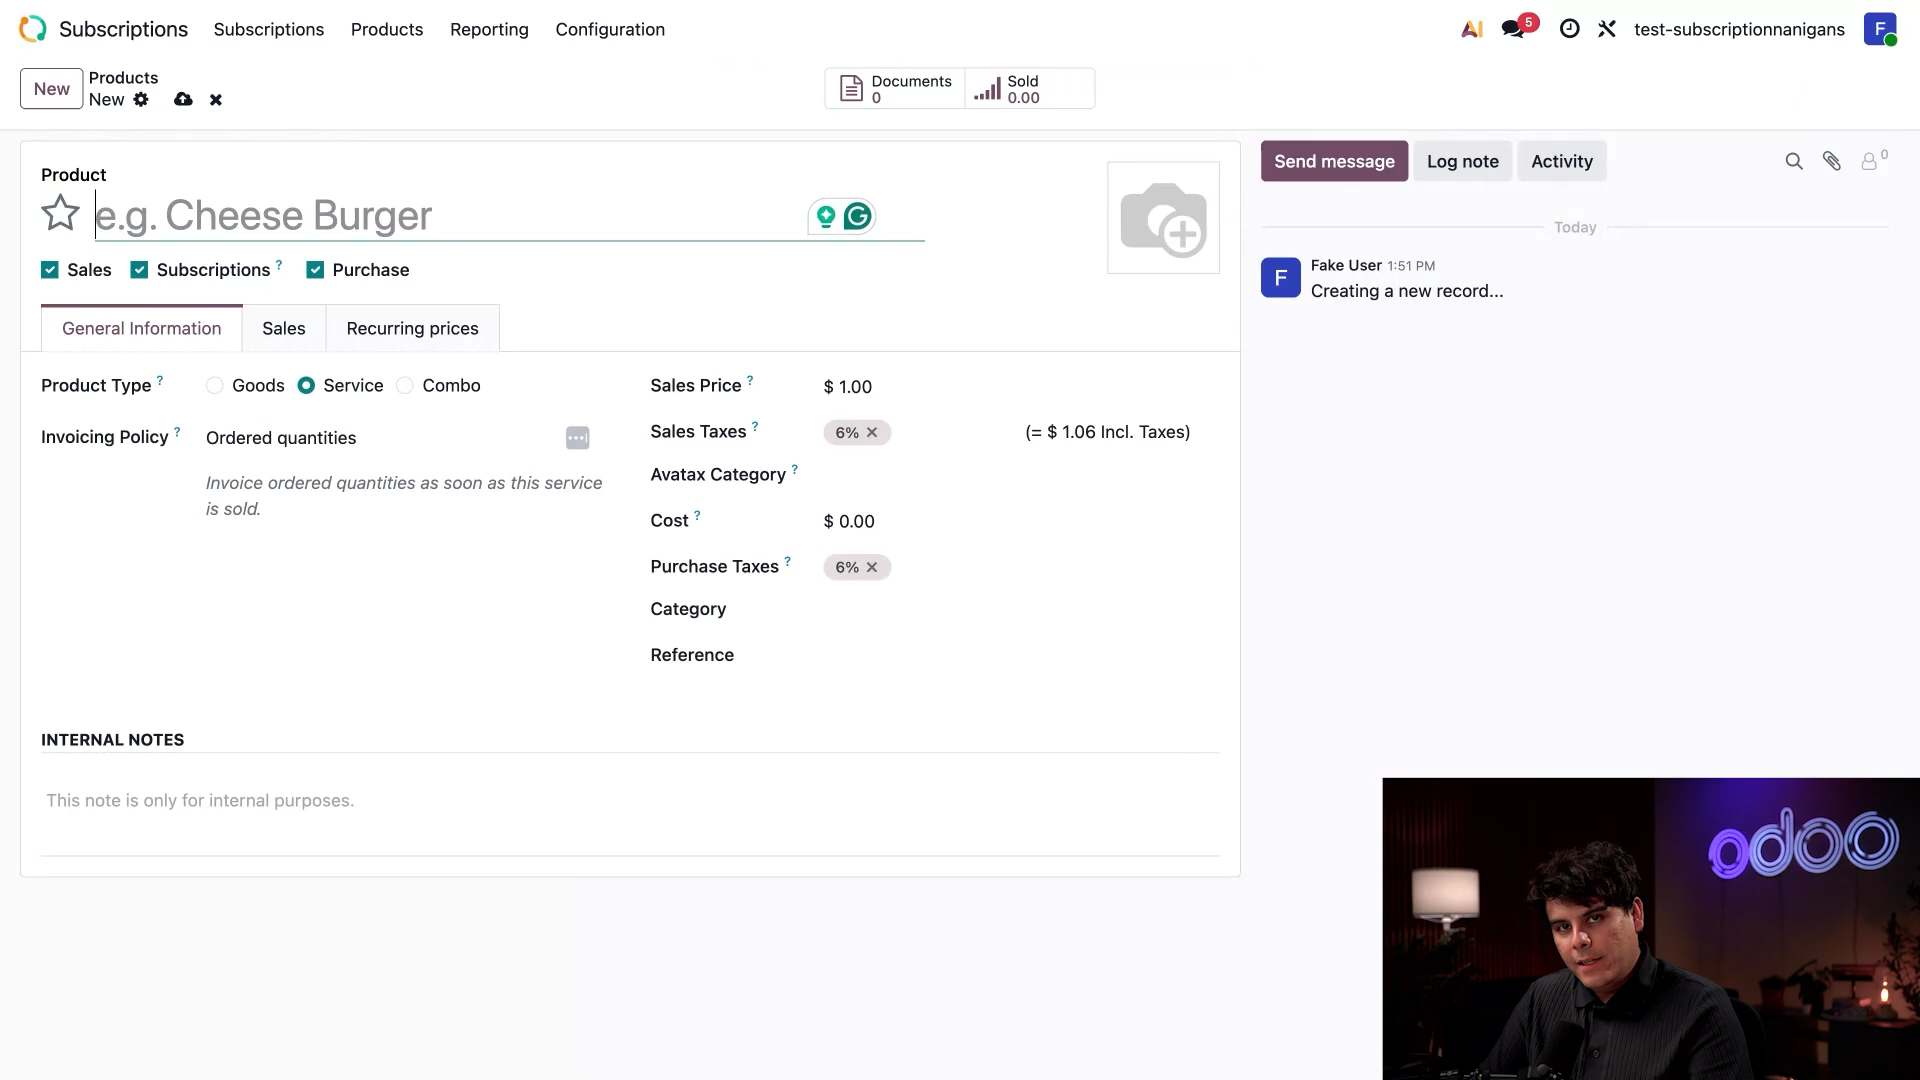 Subscriptions Subscriptions Products Reporting Configuration 5 test-subscriptionnanigans F
New Products
New
Documents
0
Sold
0.00
Product
e.g. Cheese Burger
Sales Subscriptions ? Purchase
General Information Sales Recurring prices
Product Type ? Goods Service Combo
Invoicing Policy ? Ordered quantities
Invoice ordered quantities as soon as this service
is sold.
Sales Price ? $ 1.00
Sales Taxes ? 6% (= $ 1.06 Incl. Taxes)
Avatax Category ?
Cost ? $ 0.00
Purchase Taxes ? 6%
Category
Reference
INTERNAL NOTES
This note is only for internal purposes.
Send message Log note Activity 0
Today
F Fake User 1:51 PM
Creating a new record...
odoo